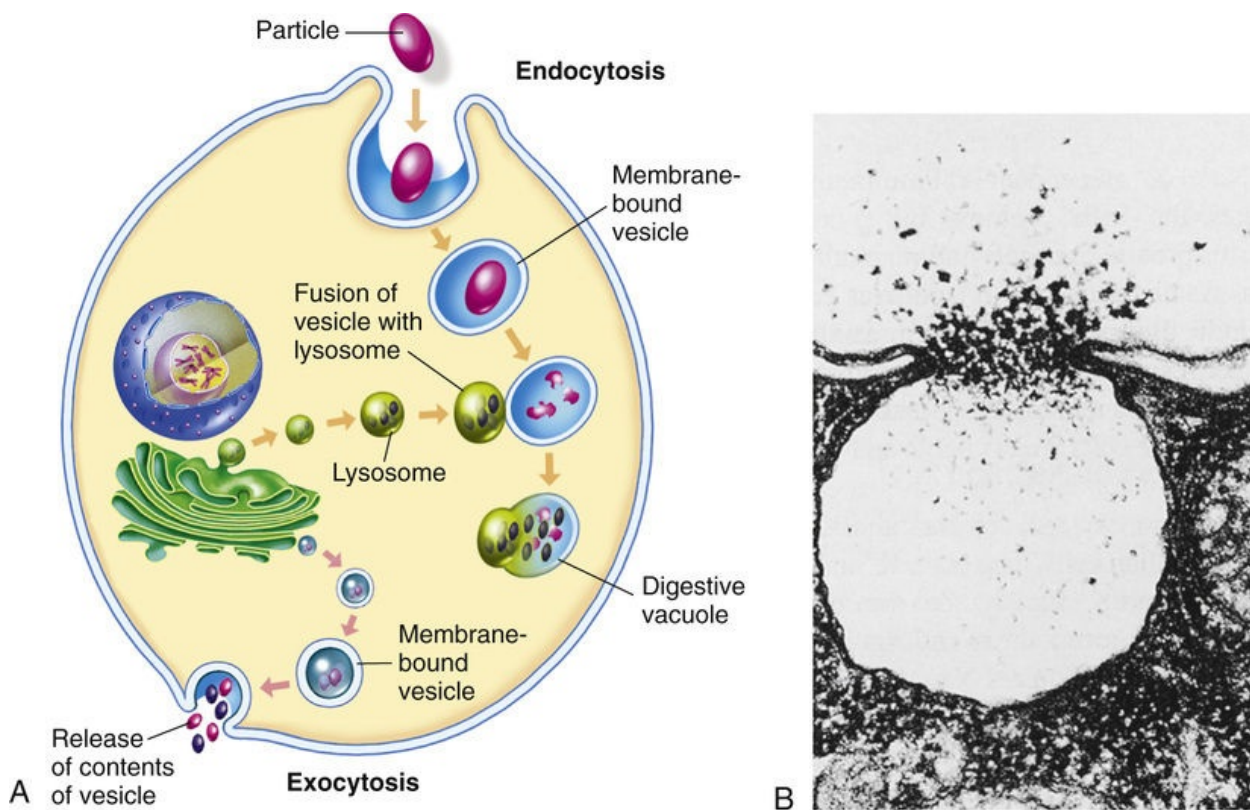 Particle
Endocytosis
Membrane-
bound
vesicle
Fusion of
vesicle with
lysosome
Lysosome
Digestive
vacuole
Membrane-
bound
vesicle
Release
of contents
of vesicle
Exocytosis
A
B